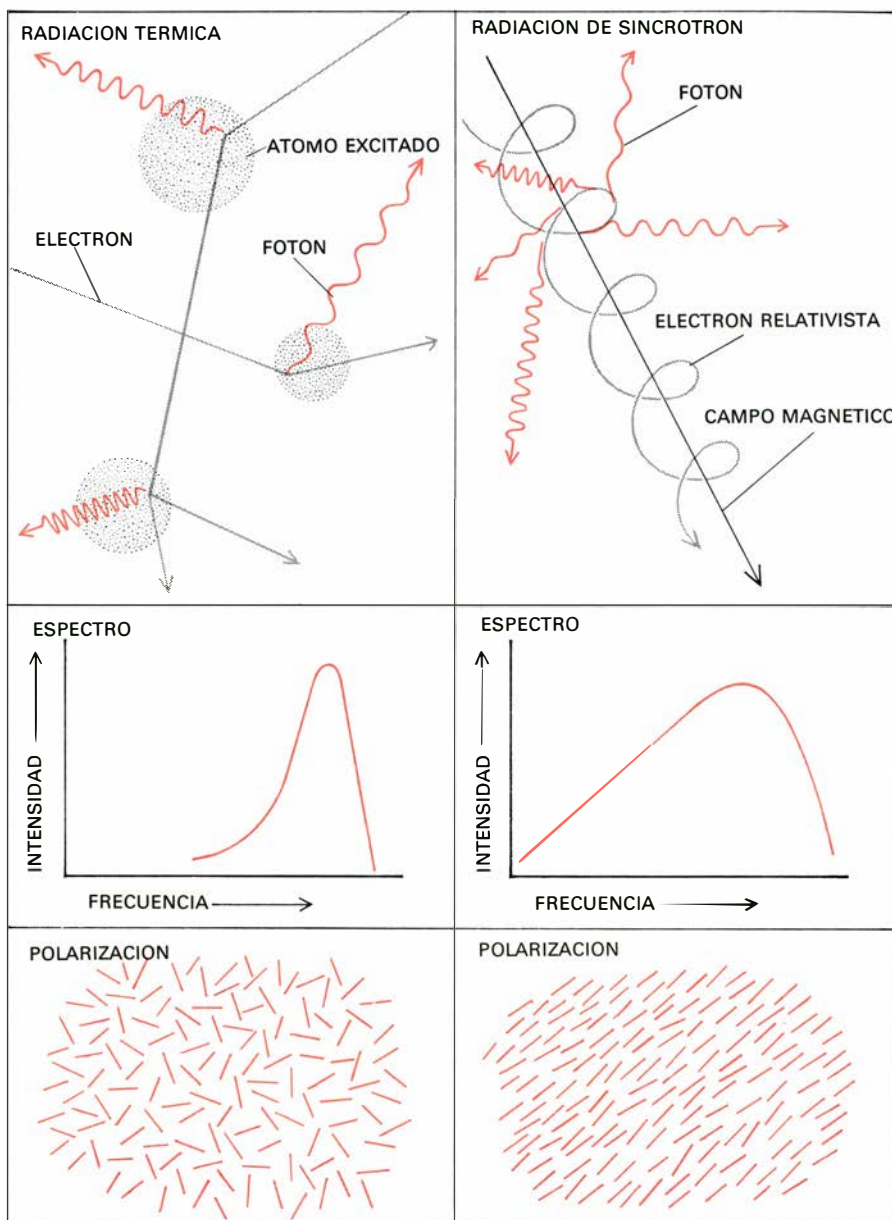 RADIACION TERMICA
ATOMO EXCITADO
ELECTRON
FOTON
RADIACION DE SINCROTRON
FOTON
ELECTRON RELATIVISTA
CAMPO MAGNETICO
ESPECTRO
INTENSIDAD
FRECUENCIA
ESPECTRO
INTENSIDAD
FRECUENCIA
POLARIZACION
POLARIZACION